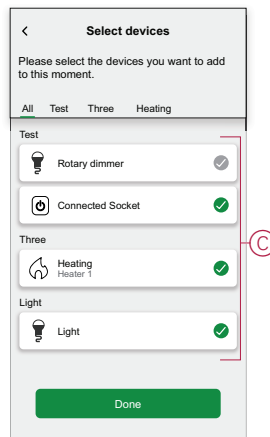 Select devices
Please select the devices you want to add
to this moment.
All Test Three Heating
Test
Rotary dimmer
Connected Socket
Three
Heating
Heater 1
C
Light
Light
Done